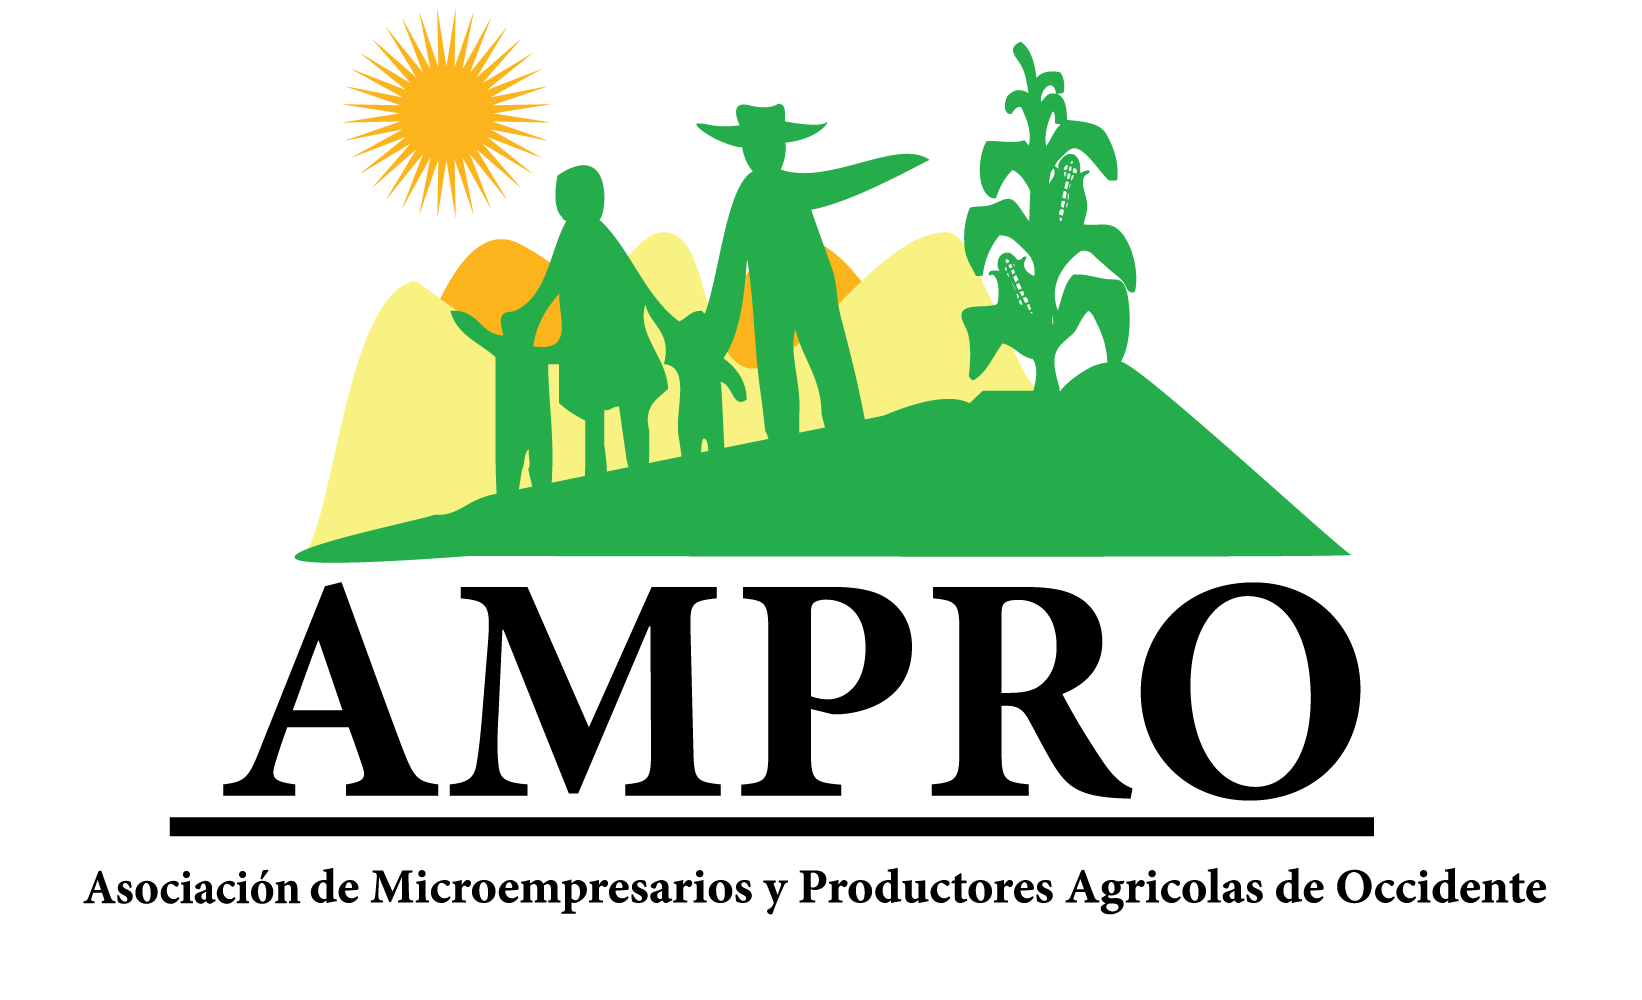 AMPRO
Asociación de Microempresarios y Productores Agricolas de Occidente